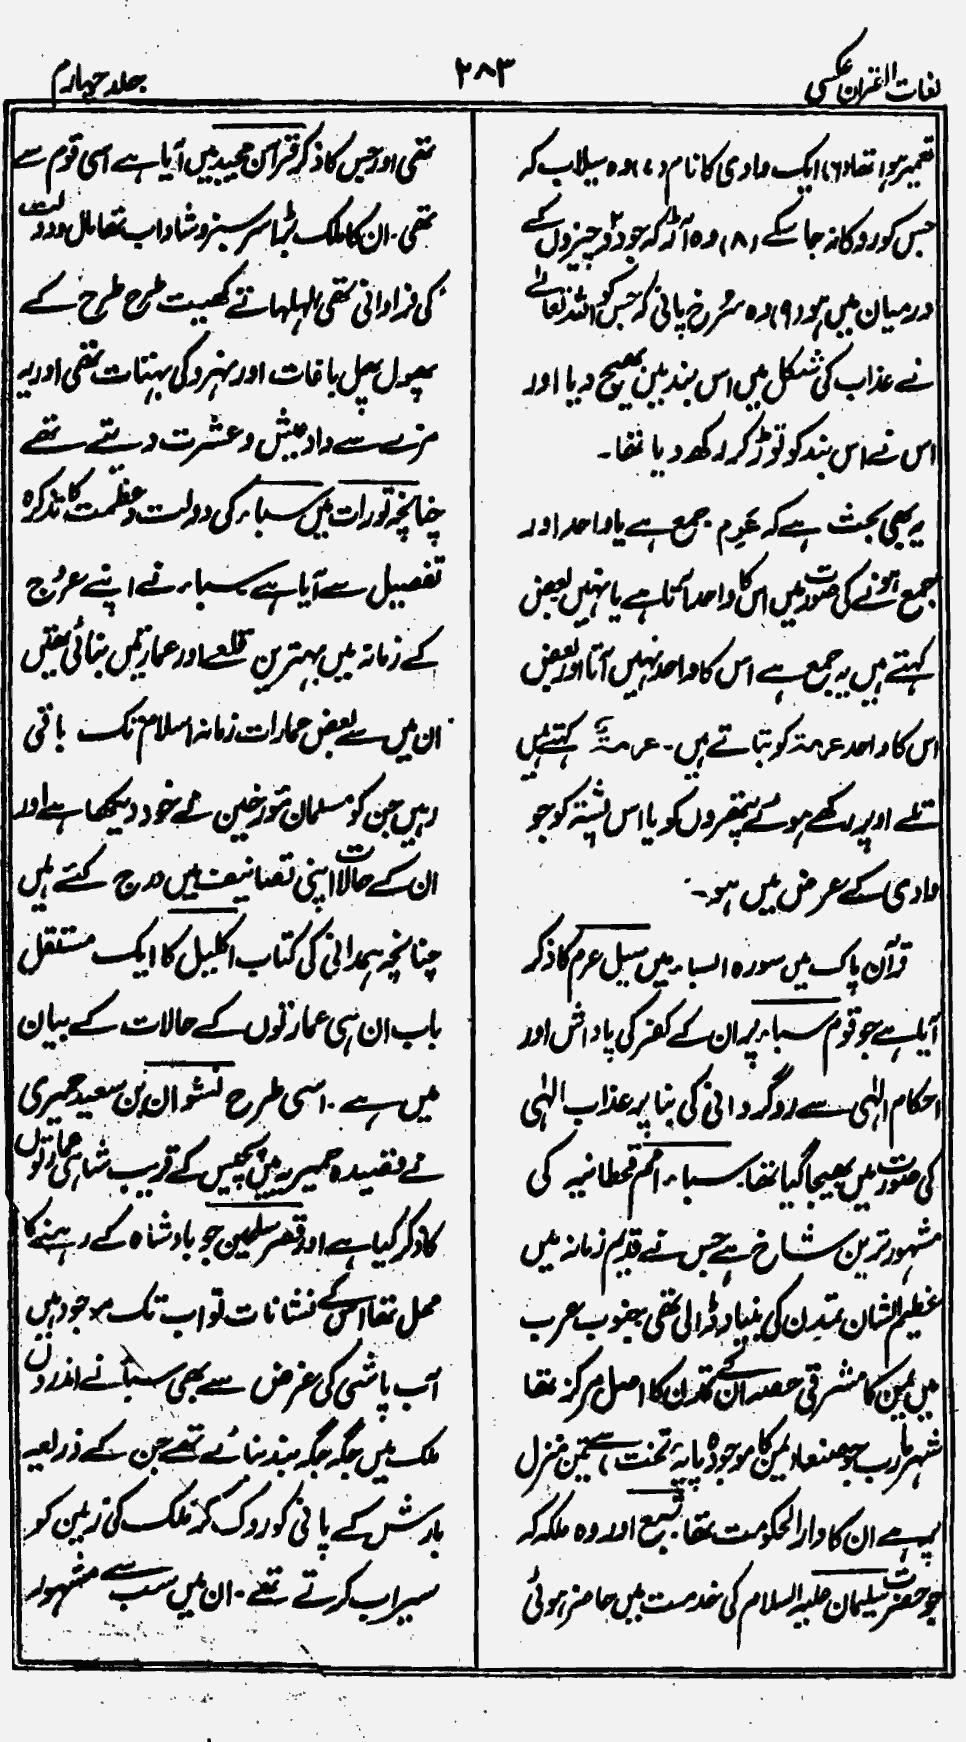 لغات القرآن عکسی
۲۸۳
جلد چہارم
تعمیر ہوا تھا (۶) ایک وادی کا نام (۷) وہ سیلاب کہ
جس کو روکا نہ جا سکے (۸) وہ آڑ کہ جو دو چیزوں کے
درمیان میں ہو (۹) وہ سُرخ پانی کہ جس کو اللہ تعالٰے
نے عذاب کی شکل میں اس بند میں بھیج دیا اور
اس نے اس بند کو توڑ کر رکھ دیا تھا۔
یہ بھی بحث ہے کہ عَرِم جمع ہے یا واحد اور
جمع ہونے کی صورت میں اس کا واحد آتا ہے یا نہیں بعض
کہتے ہیں یہ جمع ہے اس کا واحد نہیں آتا اور بعض
اس کا واحد عرمۃ کو بتاتے ہیں۔ عرمۃ کہتے ہیں
تلے اوپر رکھے ہوئے پتھروں کو یا اس پشتہ کو جو
وادی کے عرض میں ہو۔
قرآن پاک میں سورہ السباء میں سیل عرم کا ذکر
آیا ہے جو قوم سباء پر ان کے کفر کی پاداش اور
احکام الٰہی سے روگردانی کی بنا پر عذاب الٰہی
کی صورت میں بھیجا گیا تھا۔ سباء امم قحطانیہ کی
مشہور ترین شاخ ہے جس نے قدیم زمانہ میں
عظیم الشان تمدن کی بنیاد ڈالی تھی جنوب عرب
میں یمن کا مشرقی حصہ ان کے تمدن کا اصل مرکز تھا
شہر مارب جو صنعاء یمن کا موجودہ پایۂ تخت سے تین منزل
پر ہے ان کا دار الحکومت تھا تبع اور وہ ملکہ کہ
جو حضرت سلیمان علیہ السلام کی خدمت میں حاضر ہوئی
تھی اور جس کا ذکر قرآن مجید میں آیا ہے اسی قوم سے
تھی۔ ان کا ملک بڑا سرسبز و شاداب تھا مال و دولت
کی فراوانی تھی لہلہاتے کھیت طرح طرح کے
پھول پھل باغات اور نہرو کی بہتات تھی اور یہ
مزے سے داد عیش و عشرت دیتے تھے
چنانچہ تورات میں سباء کی دولت و عظمت کا تذکرہ
تفصیل سے آیا ہے سباء نے اپنے عروج
کے زمانہ میں بہترین قلعے اور عمارتیں بنائی تھیں
ان میں سے بعض عمارات زمانہ اسلام تک باقی
رہیں جن کو مسلمان مؤرخین نے خود دیکھا ہے اور
ان کے حالات اپنی تصانیف میں درج کئے ہیں
چنانچہ ہمدانی کی کتاب اکلیل کا ایک مستقل
باب ان ہی عمارتوں کے حالات کے بیان
میں ہے۔ اسی طرح نشوان بن سعید حمیری
نے قصیدہ حمیریہ میں پچپیں کے قریب شاہی عمارتوں
کا ذکر کیا ہے اور قصر سلحین جو بادشاہ کے رہنے کا
محل تھا اس کے نشانات تو اب تک موجود ہیں
آب پاشی کی غرض سے بھی سبا نے اندرون
ملک میں جگہ جگہ بند بنائے تھے جن کے ذریعہ
بارش کے پانی کو روک کر ملک کی زمین کو
سیراب کرتے تھے۔ ان میں سب سے مشہور